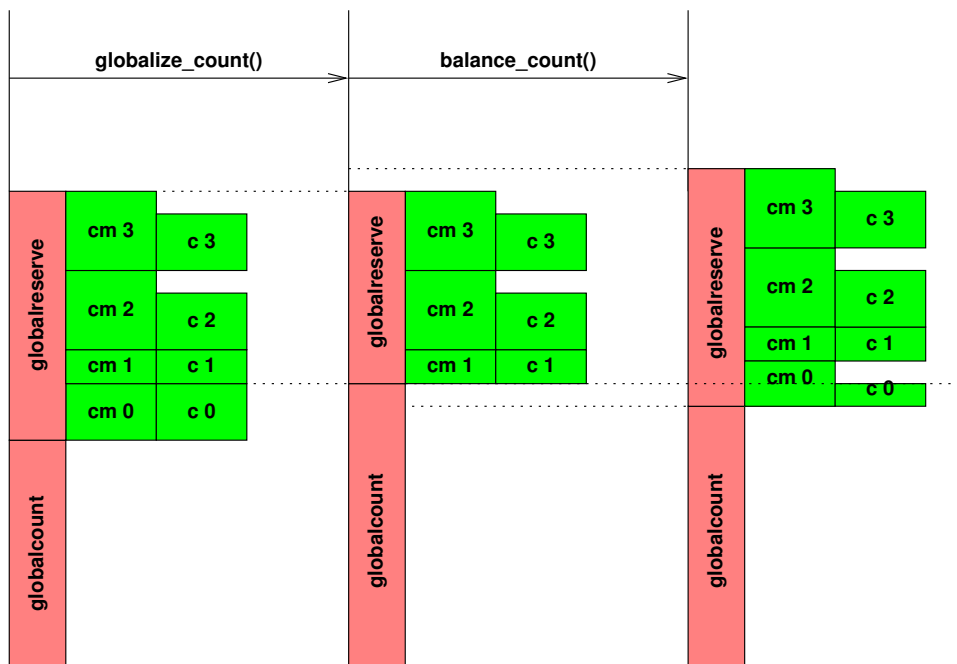 globalize_count()
balance_count()
globalreserve
cm 3
c 3
cm 2
c 2
cm 1
c 1
cm 0
c 0
globalcount
globalreserve
cm 3
c 3
cm 2
c 2
cm 1
c 1
globalcount
globalreserve
cm 3
c 3
cm 2
c 2
cm 1
c 1
cm 0
c 0
globalcount